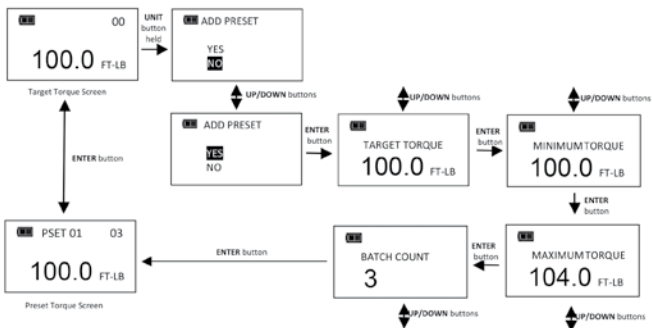 00
100.0 FT-LB
Target Torque Screen
UNIT
button
held
ADD PRESET
YES
NO
UP/DOWN buttons
ADD PRESET
YES
NO
ENTER
button
UP/DOWN buttons
TARGET TORQUE
100.0 FT-LB
ENTER
button
UP/DOWN buttons
MINIMUM TORQUE
100.0 FT-LB
ENTER
button
MAXIMUM TORQUE
104.0 FT-LB
UP/DOWN buttons
ENTER
button
BATCH COUNT
3
UP/DOWN buttons
ENTER button
PSET 01 03
100.0 FT-LB
Preset Torque Screen
ENTER button